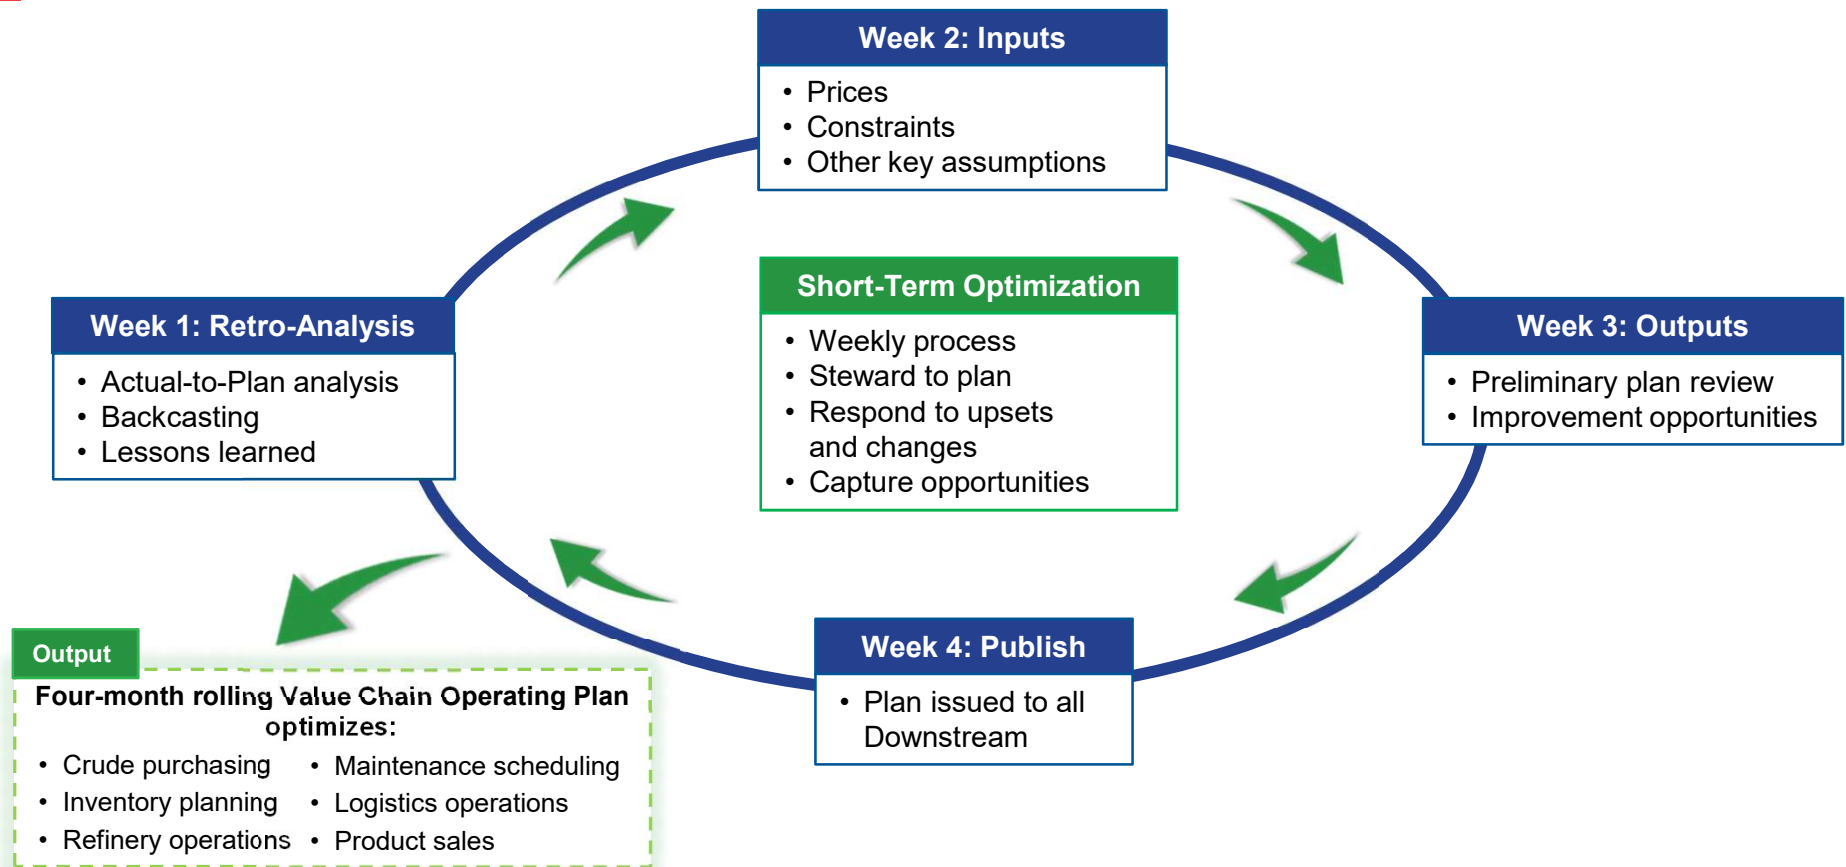 Week 2: Inputs
• Prices
• Constraints
• Other key assumptions
Short-Term Optimization
• Weekly process
• Steward to plan
• Respond to upsets
and changes
• Capture opportunities
Week 1: Retro-Analysis
• Actual-to-Plan analysis
• Backcasting
• Lessons learned
Week 3: Outputs
• Preliminary plan review
• Improvement opportunities
Week 4: Publish
• Plan issued to all
Downstream
Output
Four-month rolling Value Chain Operating Plan
optimizes:
• Crude purchasing
• Inventory planning
• Refinery operations
• Maintenance scheduling
• Logistics operations
• Product sales